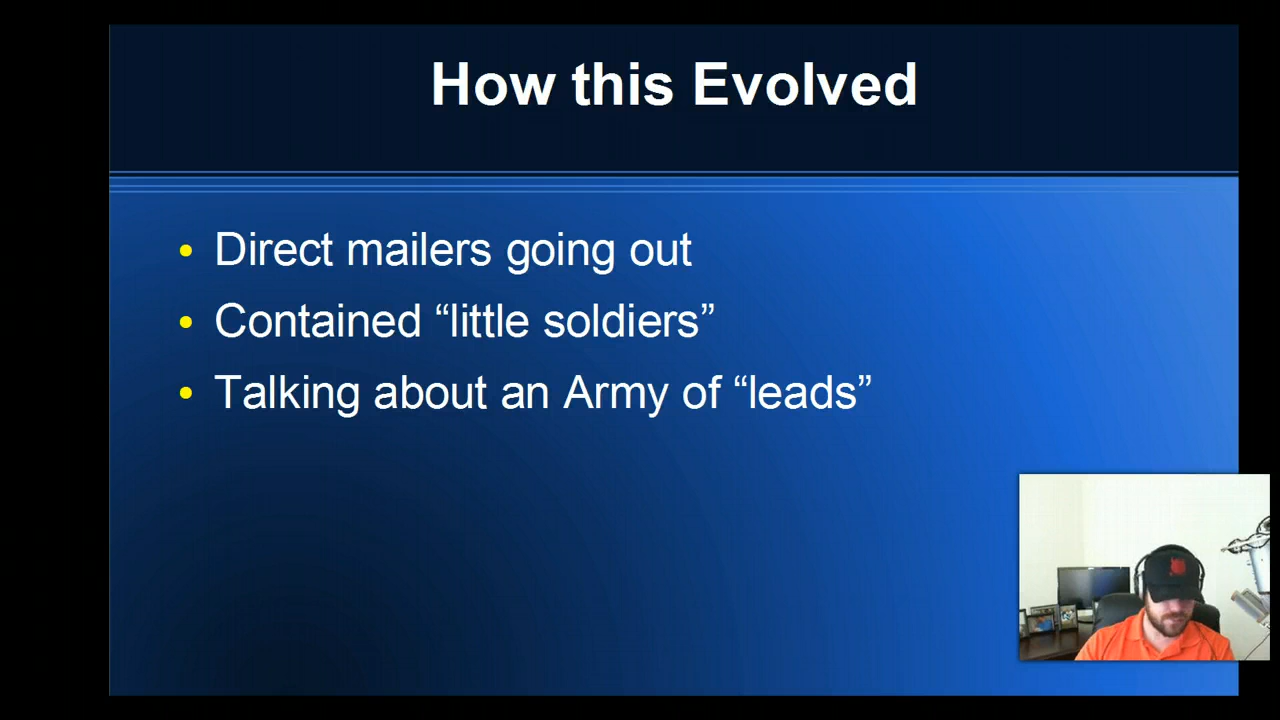 How this Evolved
• Direct mailers going out
• Contained “little soldiers”
• Talking about an Army of “leads”